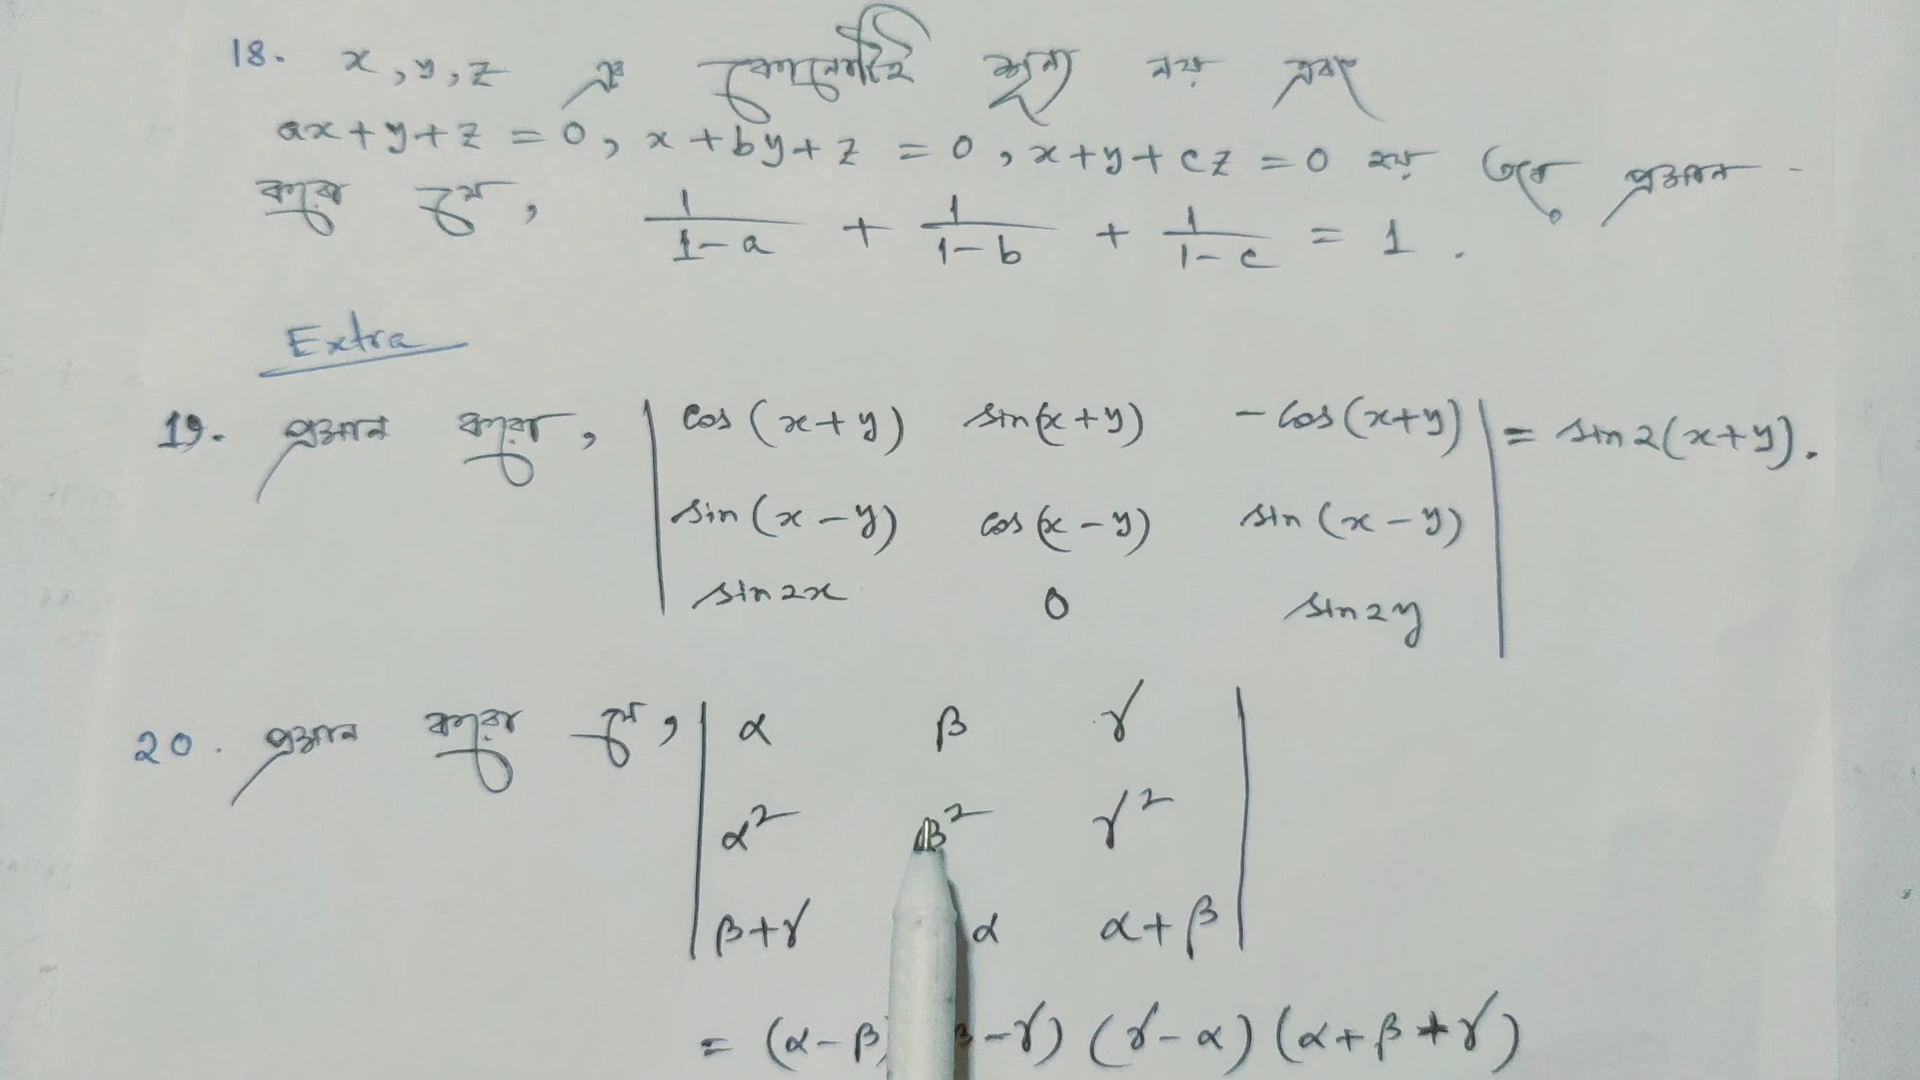 18. x, y, z এর কোনোটিই শূন্য নয় এবং
ax + y + z = 0, x + by + z = 0, x + y + cz = 0 হয় তবে প্রমাণ
করো যে, 1/(1-a) + 1/(1-b) + 1/(1-c) = 1.
Extra
19. প্রমান করো, | cos(x+y) sin(x+y) -cos(x+y) | = sin2(x+y).
sin(x-y) cos(x-y) sin(x-y)
sin2x 0 sin2y
20. প্রমান করো যে, | α β γ |
α² β² γ²
β+γ α α+β
= (α-β) β-γ) (γ-α) (α+β+γ)